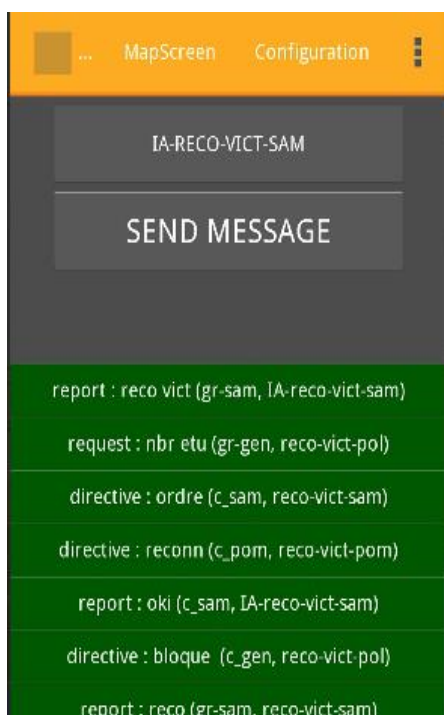 ... MapScreen Configuration
IA-RECO-VICT-SAM
SEND MESSAGE
report : reco vict (gr-sam, IA-reco-vict-sam)
request : nbr etu (gr-gen, reco-vict-pol)
directive : ordre (c_sam, reco-vict-sam)
directive : reconn (c_pom, reco-vict-pom)
report : oki (c_sam, IA-reco-vict-sam)
directive : bloque (c_gen, reco-vict-pol)
report : reco (gr-sam, reco-vict-sam)